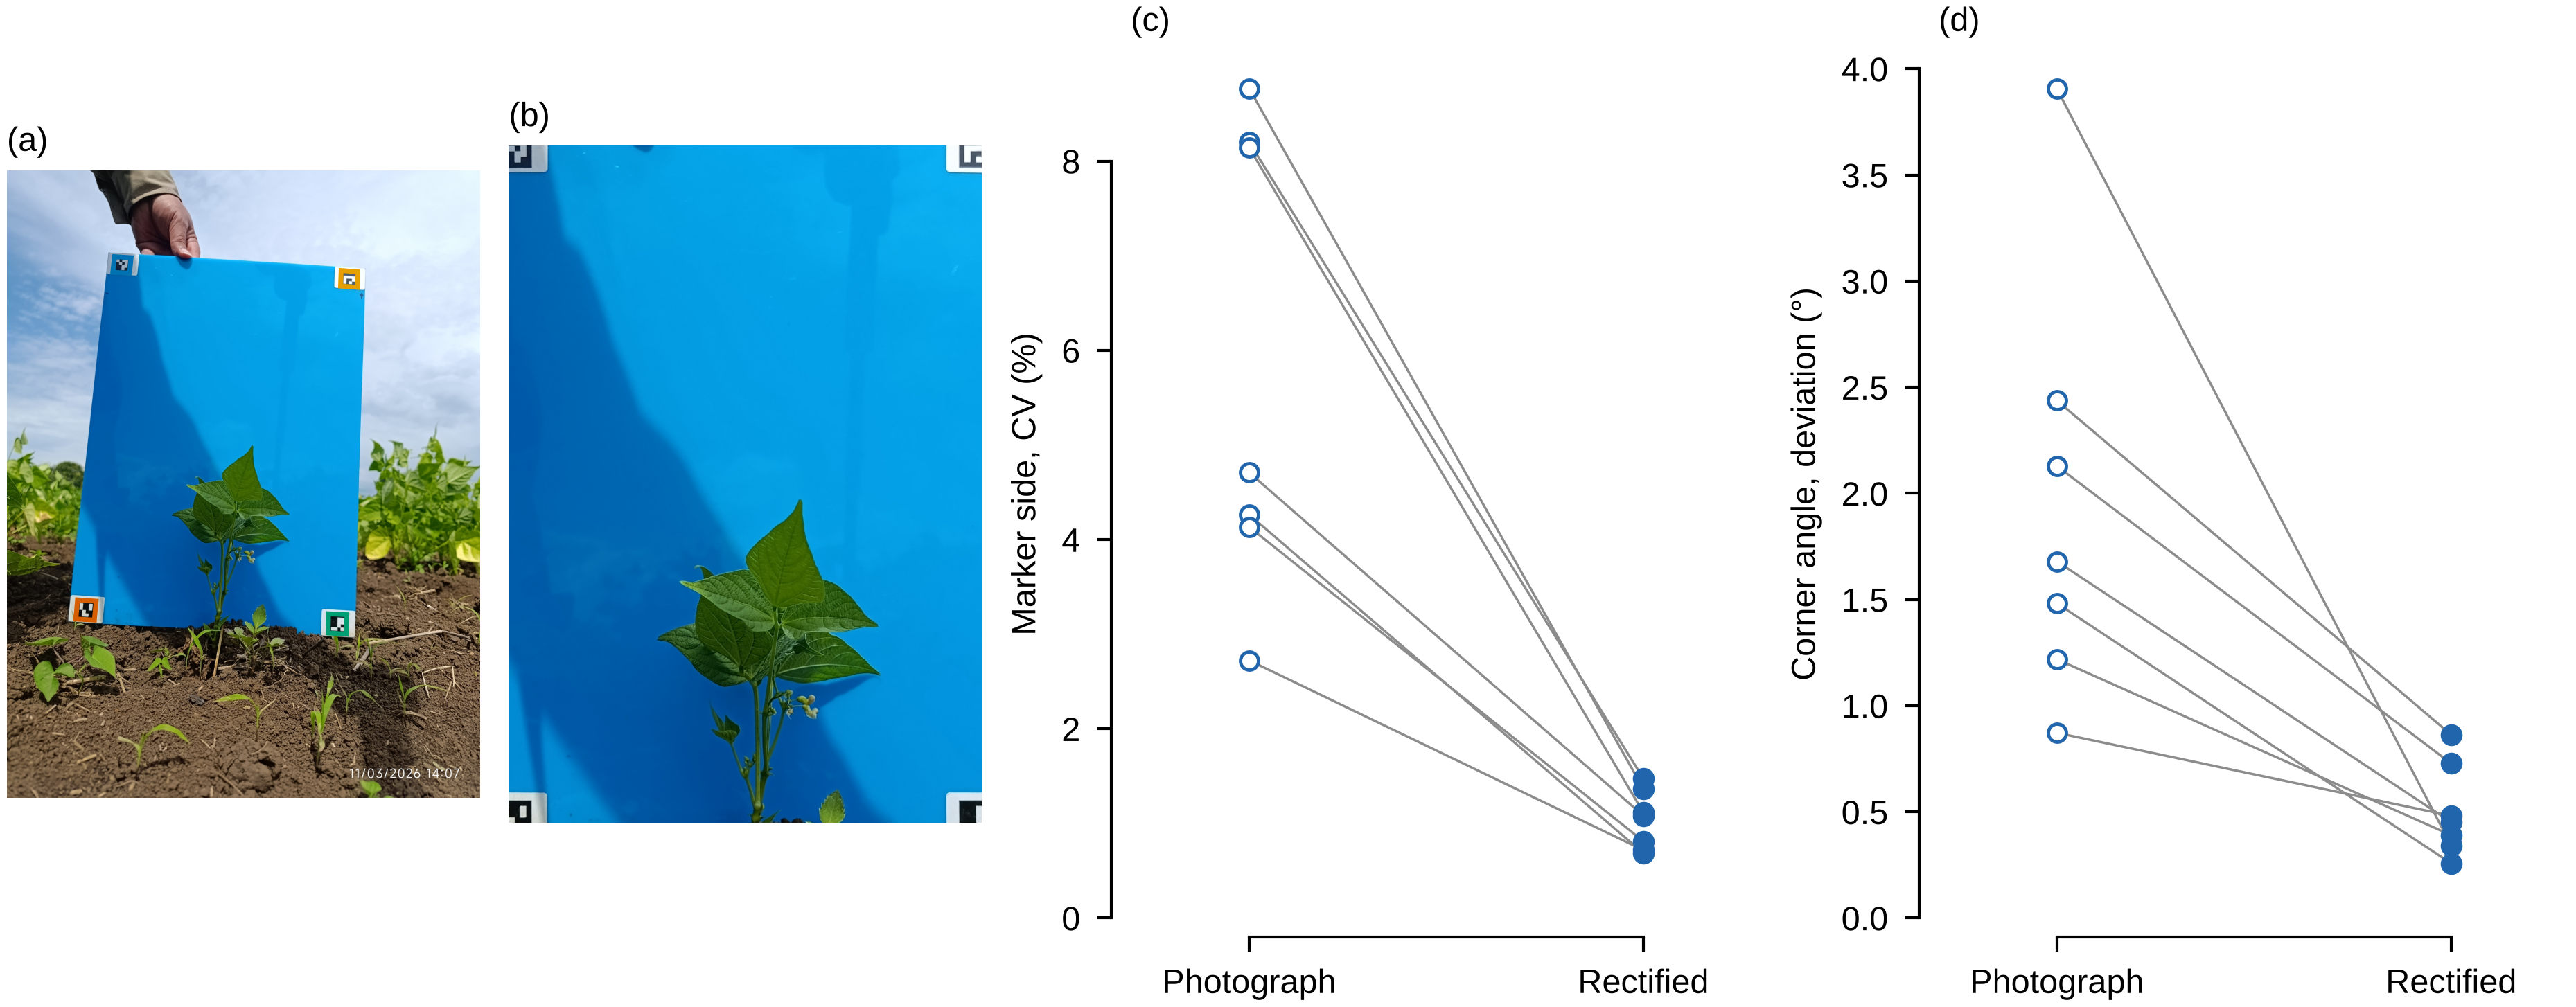 (a)
11/03/2026 14:07
(b)
(c)
Marker side, CV (%)
8
6
4
2
0
Photograph
Rectified
(d)
Corner angle, deviation (°)
4.0
3.5
3.0
2.5
2.0
1.5
1.0
0.5
0.0
Photograph
Rectified